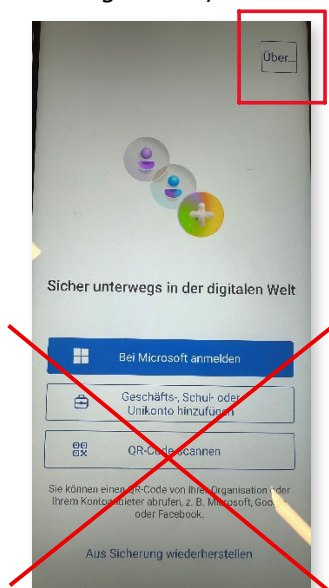 Über...
Sicher unterwegs in der digitalen Welt
Bei Microsoft anmelden
Geschäfts-, Schul- oder
Unikonto hinzufügen
QR-Code scannen
Sie können einen QR-Code von Ihrer Organisation oder
Ihrem Kontoanbieter abrufen, z. B. Microsoft,
oder Facebook.
Aus Sicherung wiederherstellen